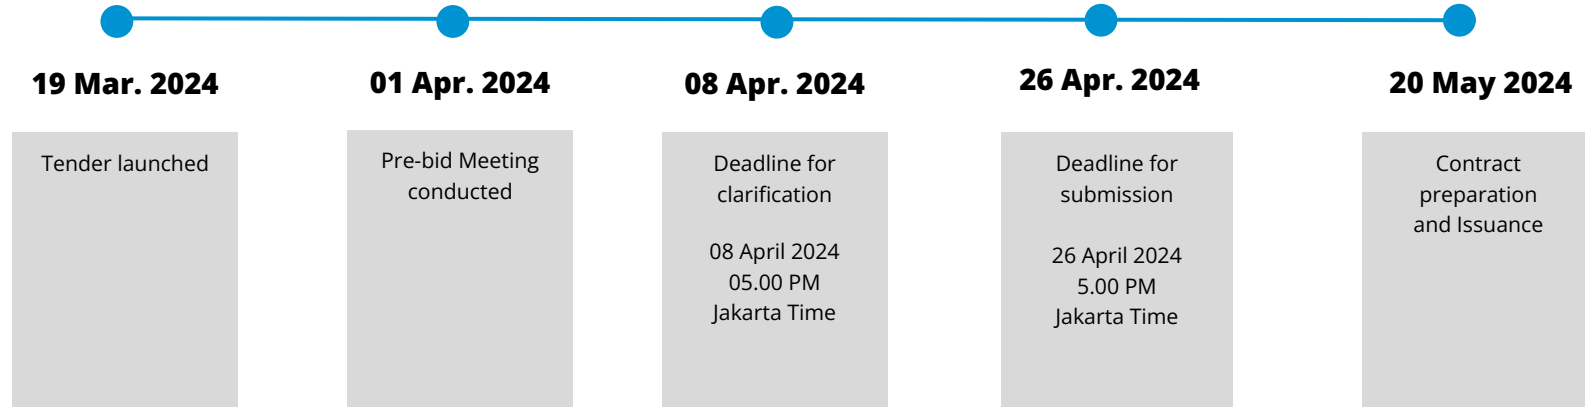 19 Mar. 2024
Tender launched
01 Apr. 2024
Pre-bid Meeting
conducted
08 Apr. 2024
Deadline for
clarification
08 April 2024
05.00 PM
Jakarta Time
26 Apr. 2024
Deadline for
submission
26 April 2024
5.00 PM
Jakarta Time
20 May 2024
Contract
preparation
and Issuance